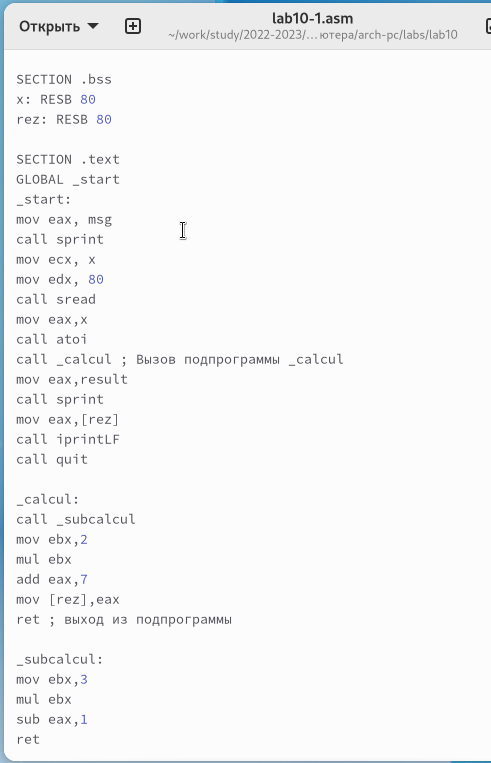 Открыть
lab10-1.asm
~/work/study/2022-2023/... ютера/arch-pc/labs/lab10
SECTION .bss
x: RESB 80
rez: RESB 80
SECTION .text
GLOBAL _start
_start:
mov eax, msg
call sprint
mov ecx, x
mov edx, 80
call sread
mov eax,x
call atoi
call _calcul ; Вызов подпрограммы _calcul
mov eax,result
call sprint
mov eax,[rez]
call iprintLF
call quit
_calcul:
call _subcalcul
mov ebx,2
mul ebx
add eax,7
mov [rez],eax
ret ; выход из подпрограммы
_subcalcul:
mov ebx,3
mul ebx
sub eax,1
ret